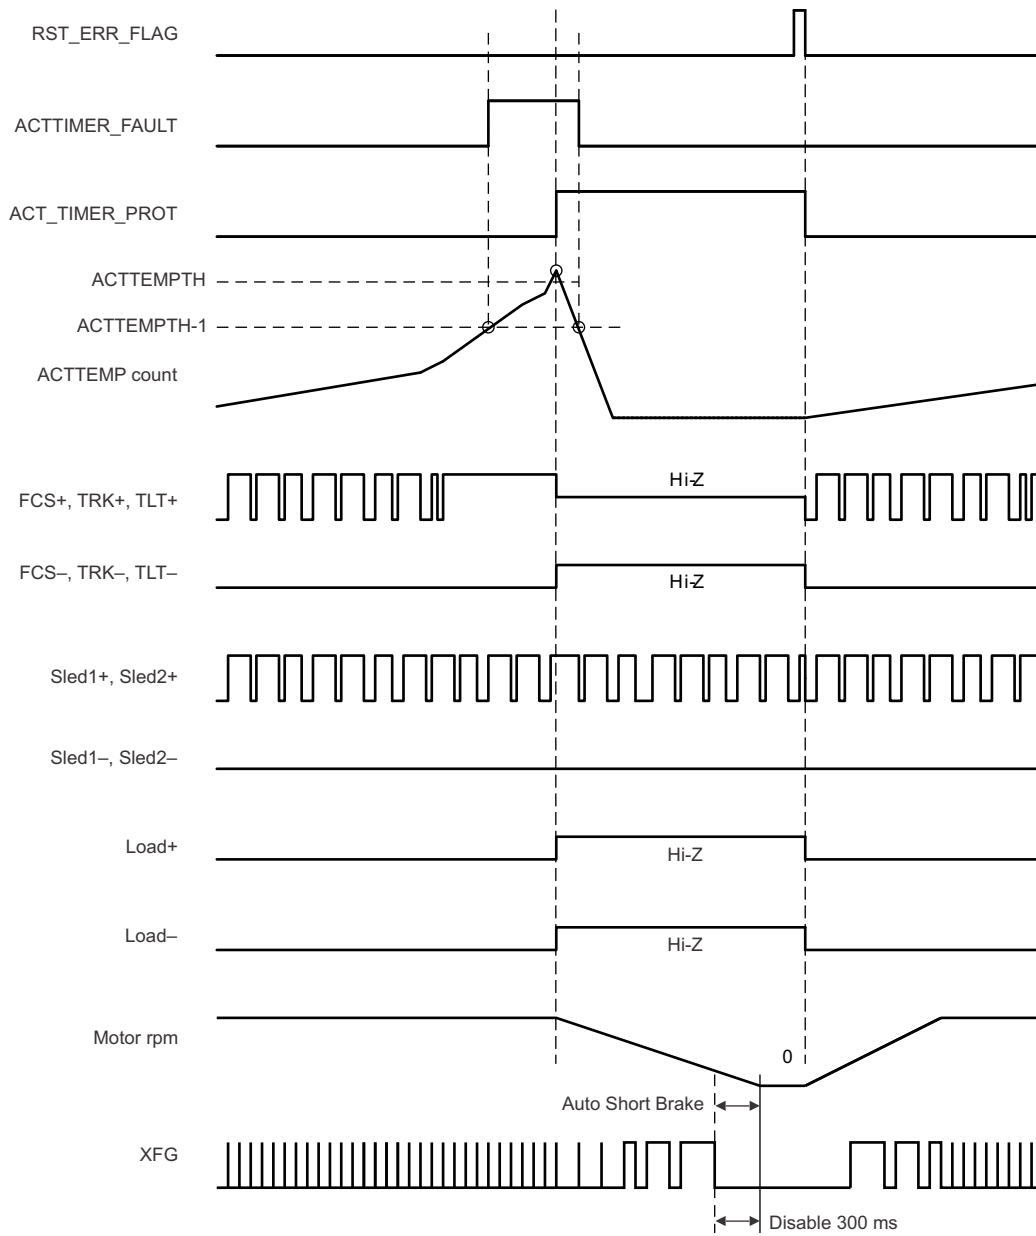 RST_ERR_FLAG
ACTTIMER_FAULT
ACT_TIMER_PROT
ACTTEMPTH
ACTTEMPTH-1
ACTTEMP count
Hi-Z
FCS+, TRK+, TLT+
FCS–, TRK–, TLT–
Hi-Z
Sled1+, Sled2+
Sled1–, Sled2–
Load+
Hi-Z
Load–
Hi-Z
Motor rpm
0
Auto Short Brake
XFG
Disable 300 ms